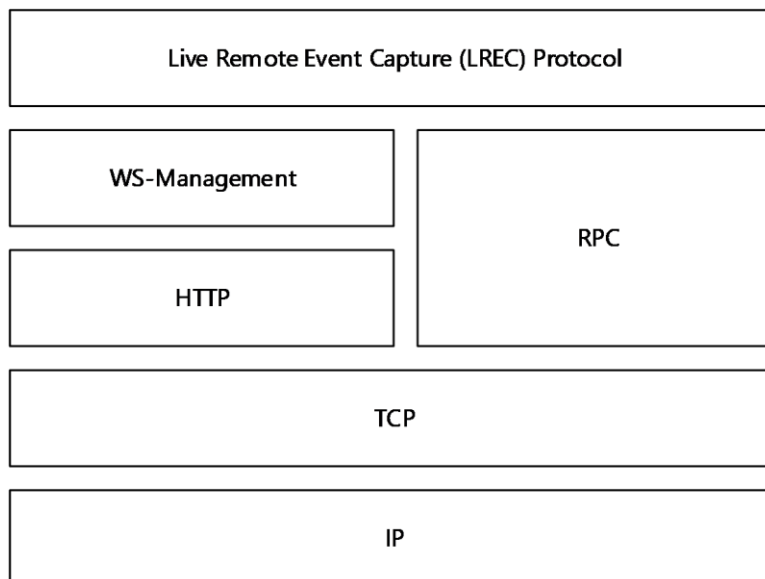 Live Remote Event Capture (LREC) Protocol
WS-Management
RPC
HTTP
TCP
IP